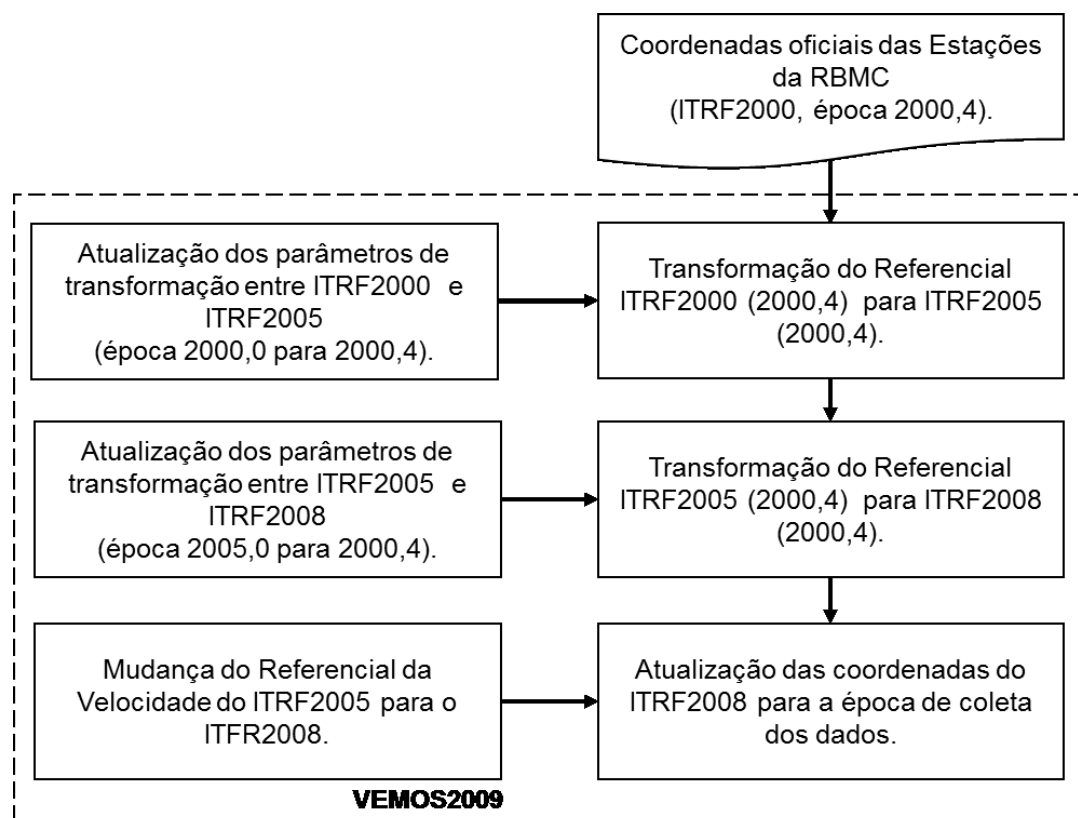 Coordenadas oficiais das Estações
da RBMC
(ITRF2000, época 2000,4).
Atualização dos parâmetros de
transformação entre ITRF2000 e
ITRF2005
(época 2000,0 para 2000,4).
Transformação do Referencial
ITRF2000 (2000,4) para ITRF2005
(2000,4).
Atualização dos parâmetros de
transformação entre ITRF2005 e
ITRF2008
(época 2005,0 para 2000,4).
Transformação do Referencial
ITRF2005 (2000,4) para ITRF2008
(2000,4).
Mudança do Referencial da
Velocidade do ITRF2005 para o
ITFR2008.
Atualização das coordenadas do
ITRF2008 para a época de coleta
dos dados.
VEMOS2009